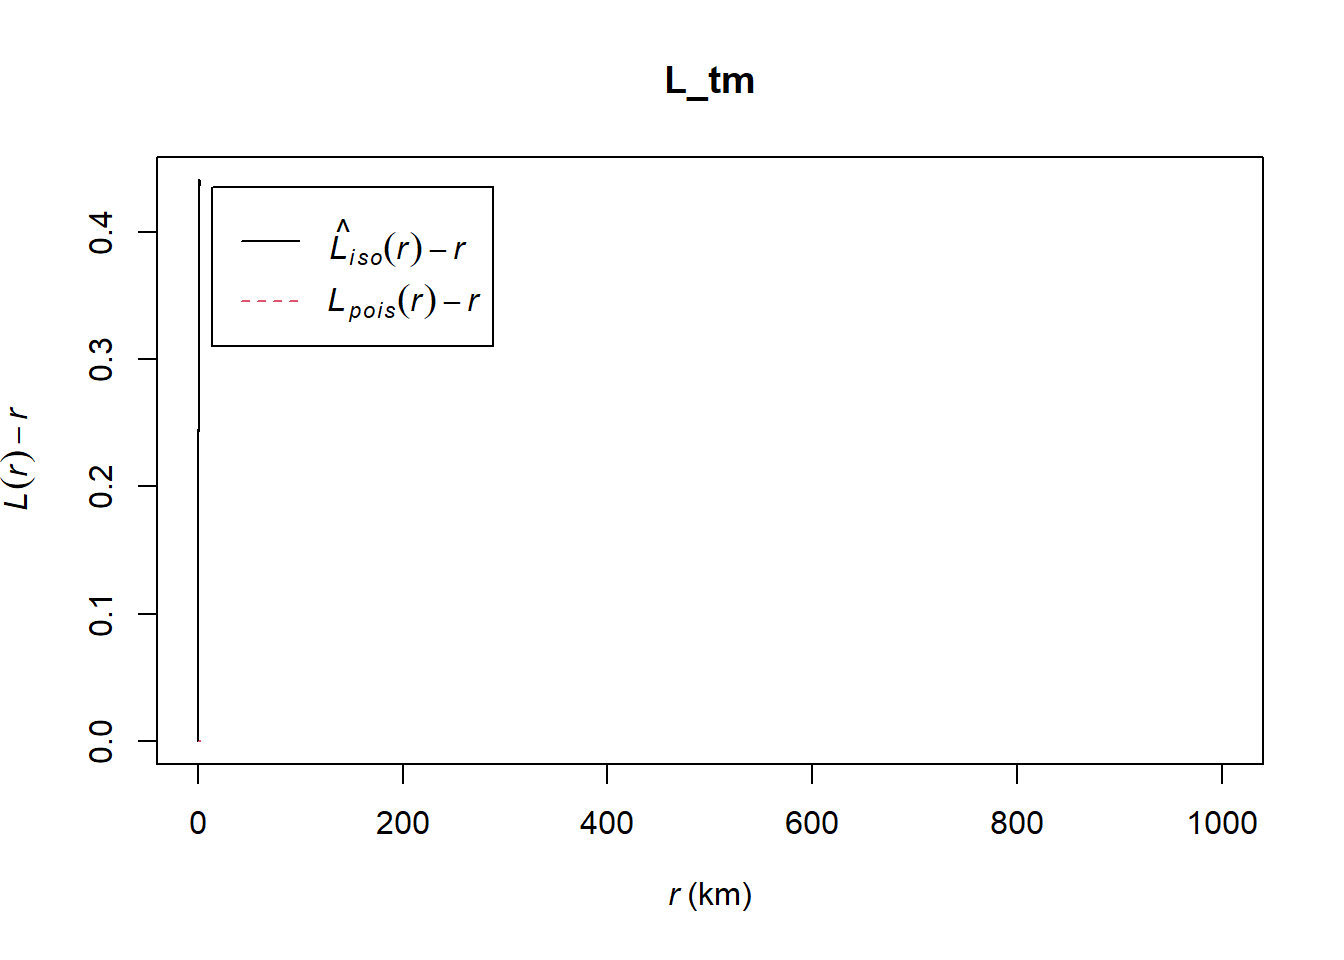 L_tm
L̂iso(r) − r
Lpois(r) − r
L(r) − r
0.4
0.3
0.2
0.1
0.0
0 200 400 600 800 1000
r (km)